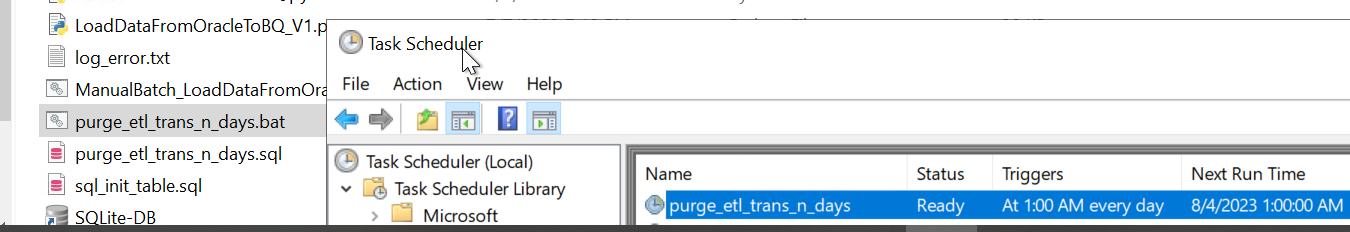 LoadDataFromOracleToBQ_V1.p
log_error.txt
ManualBatch_LoadDataFromOra
purge_etl_trans_n_days.bat
purge_etl_trans_n_days.sql
sql_init_table.sql
SQLite-DB
Task Scheduler
File Action View Help
Task Scheduler (Local)
Task Scheduler Library
Microsoft
Name Status Triggers Next Run Time
purge_etl_trans_n_days Ready At 1:00 AM every day 8/4/2023 1:00:00 AM